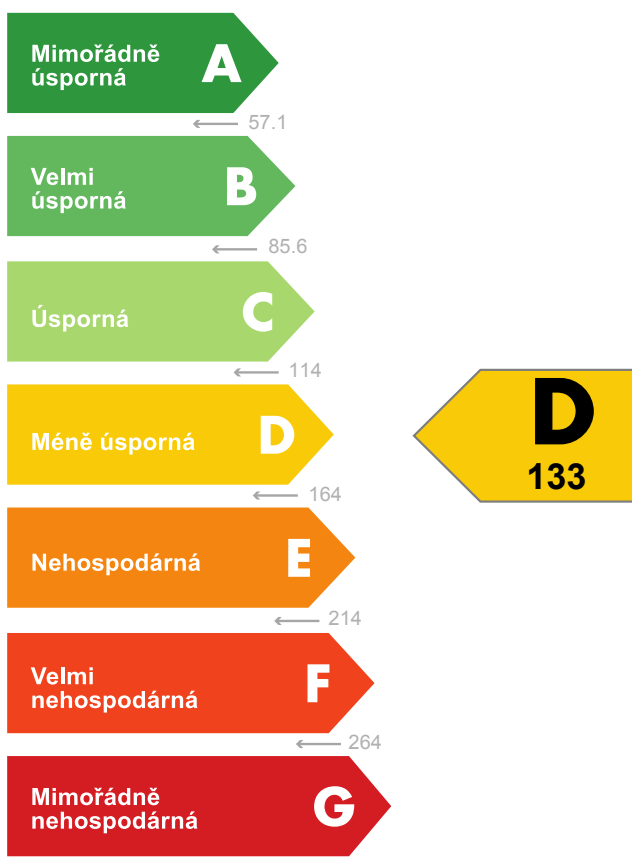 Mimořádně
úsporná
A
← 57.1
Velmi
úsporná
B
← 85.6
Úsporná
C
← 114
Méně úsporná
D
D
133
← 164
Nehospodárná
E
← 214
Velmi
nehospodárná
F
← 264
Mimořádně
nehospodárná
G